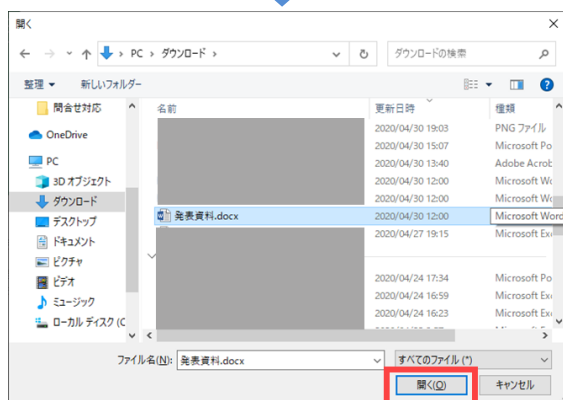 開く
PC › ダウンロード ›
ダウンロードの検索
整理 新しいフォルダー
名前 更新日時 種類
問合せ対応
OneDrive
PC
3D オブジェクト
ダウンロード
デスクトップ
ドキュメント
ピクチャ
ビデオ
ミュージック
ローカル ディスク (C
2020/04/30 19:03 PNG ファイル
2020/04/30 15:07 Microsoft Po
2020/04/30 13:40 Adobe Acrob
2020/04/30 12:00 Microsoft Wo
2020/04/30 12:00 Microsoft Wo
発表資料.docx 2020/04/30 12:00 Microsoft Word
2020/04/27 19:15 Microsoft Exc
2020/04/24 17:34 Microsoft Po
2020/04/24 16:59 Microsoft Exc
2020/04/24 16:23 Microsoft Exc
ファイル名(N): 発表資料.docx すべてのファイル (*)
開く(O) キャンセル